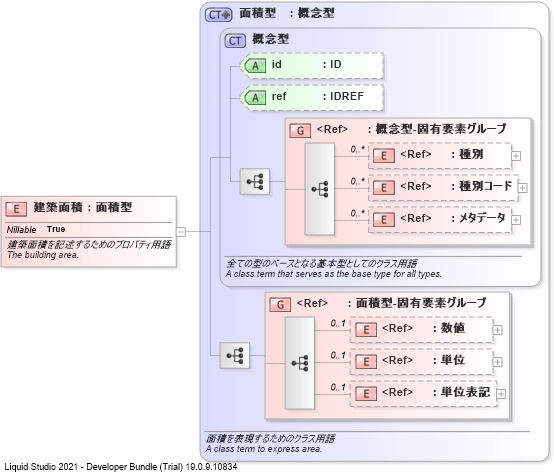 CT 面積型 : 概念型
CT 概念型
A id : ID
A ref : IDREF
G <Ref> : 概念型-固有要素グループ
0..* E <Ref> : 種別
0..* E <Ref> : 種別コード
0..* E <Ref> : メタデータ
E 建築面積 : 面積型
Nillable True
建築面積を記述するためのプロパティ用語
The building area.
全ての型のベースとなる基本型としてのクラス用語
A class term that serves as the base type for all types.
G <Ref> : 面積型-固有要素グループ
0..1 E <Ref> : 数値
0..1 E <Ref> : 単位
0..1 E <Ref> : 単位表記
面積を表現するためのクラス用語
A class term to express area.
Liquid Studio 2021 - Developer Bundle (Trial) 19.0.9.10834